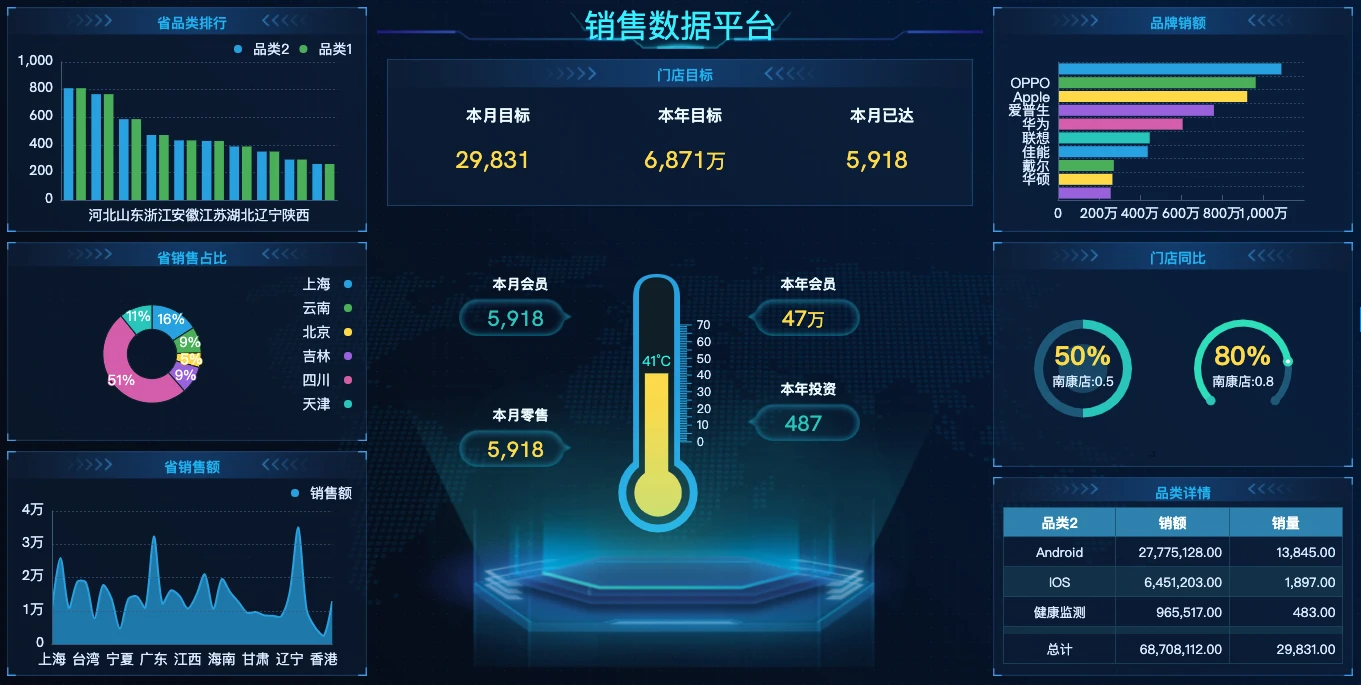 销售数据平台
省品类排行
品类2 品类1
1,000
800
600
400
200
0
河北山东浙江安徽江苏湖北辽宁陕西
省销售占比
11% 16%
9%
5%
9%
51%
上海
云南
北京
吉林
四川
天津
省销售额
销售额
4万
3万
2万
1万
0
上海 台湾 宁夏 广东 江西 海南 甘肃 辽宁 香港
门店目标
本月目标 本年目标 本月已达
29,831 6,871万 5,918
本月会员
5,918
本月零售
5,918
41°C
70
60
50
40
30
20
10
0
本年会员
47万
本年投资
487
品牌销额
OPPO
Apple
爱普生
华为
联想
佳能
戴尔
华硕
0 200万 400万 600万 800万 1,000万
门店同比
50% 80%
南康店:0.5 南康店:0.8
品类详情
品类2 销额 销量
Android 27,775,128.00 13,845.00
IOS 6,451,203.00 1,897.00
健康监测 965,517.00 483.00
总计 68,708,112.00 29,831.00